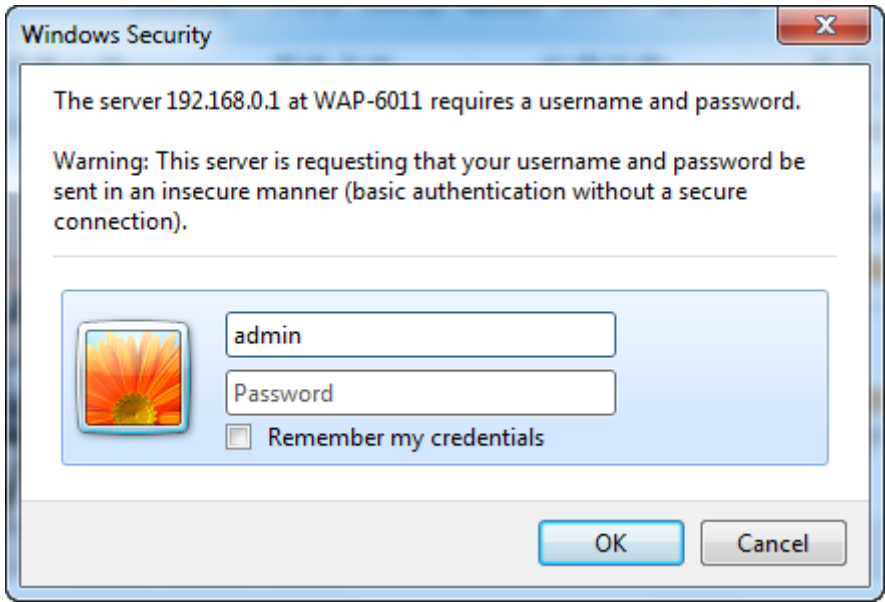 Windows Security
The server 192.168.0.1 at WAP-6011 requires a username and password.
Warning: This server is requesting that your username and password be
sent in an insecure manner (basic authentication without a secure
connection).
admin
Password
Remember my credentials
OK
Cancel